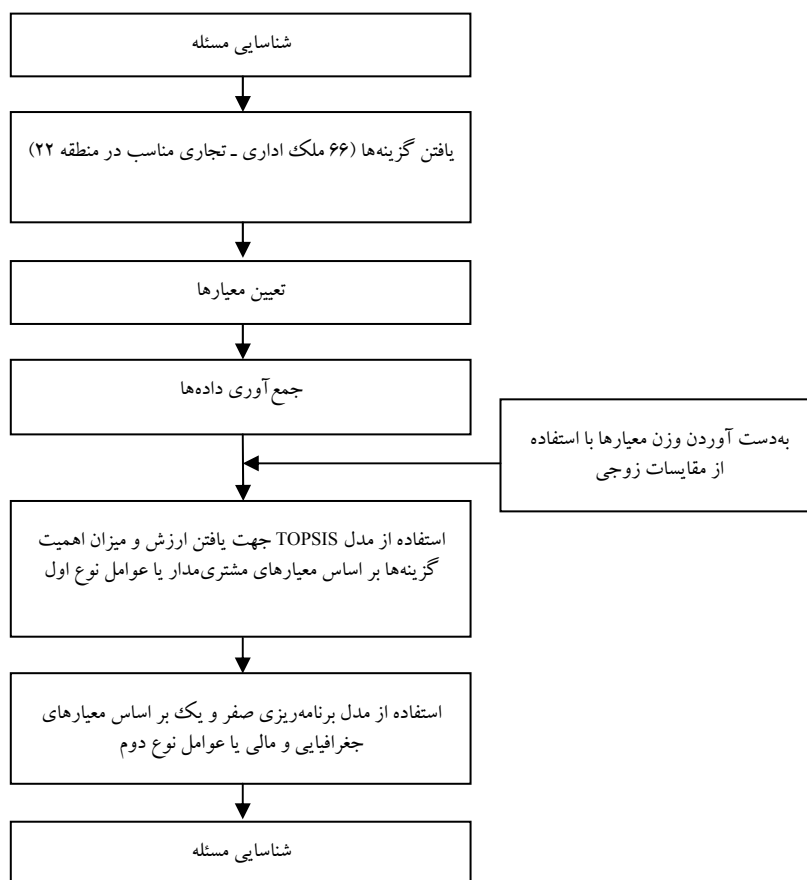 شناسایی مسئله
یافتن گزینه‌ها (۶۶ ملک اداری ـ تجاری مناسب در منطقه ۲۲)
تعیین معیارها
جمع‌آوری داده‌ها
به‌دست آوردن وزن معیارها با استفاده
از مقایسات زوجی
استفاده از مدل TOPSIS جهت یافتن ارزش و میزان اهمیت
گزینه‌ها بر اساس معیارهای مشتری‌مدار یا عوامل نوع اول
استفاده از مدل برنامه‌ریزی صفر و یک بر اساس معیارهای
جغرافیایی و مالی یا عوامل نوع دوم
شناسایی مسئله